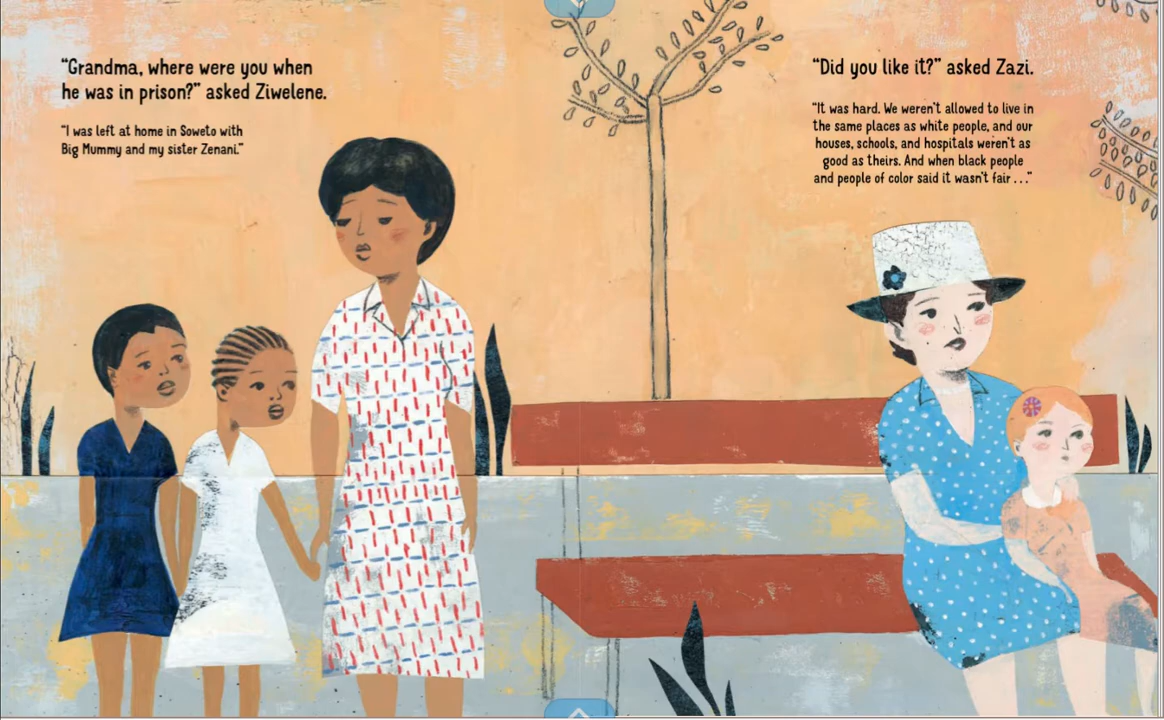 “Grandma, where were you when
he was in prison?” asked Ziwelene.
“I was left at home in Soweto with
Big Mummy and my sister Zenani.”
“Did you like it?” asked Zazi.
“It was hard. We weren’t allowed to live in
the same places as white people, and our
houses, schools, and hospitals weren’t as
good as theirs. And when black people
and people of color said it wasn’t fair . . .”